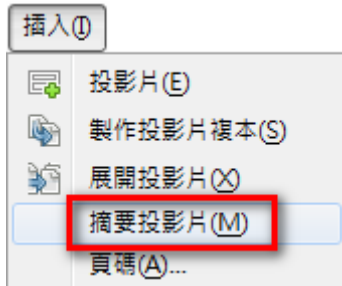 插入(I)
投影片(E)
製作投影片複本(S)
展開投影片(X)
摘要投影片(M)
頁碼(A)...